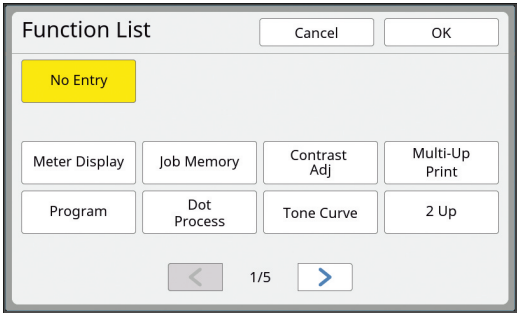 Function List
Cancel
OK
No Entry
Meter Display
Job Memory
Contrast
Adj
Multi-Up
Print
Program
Dot
Process
Tone Curve
2 Up
1/5